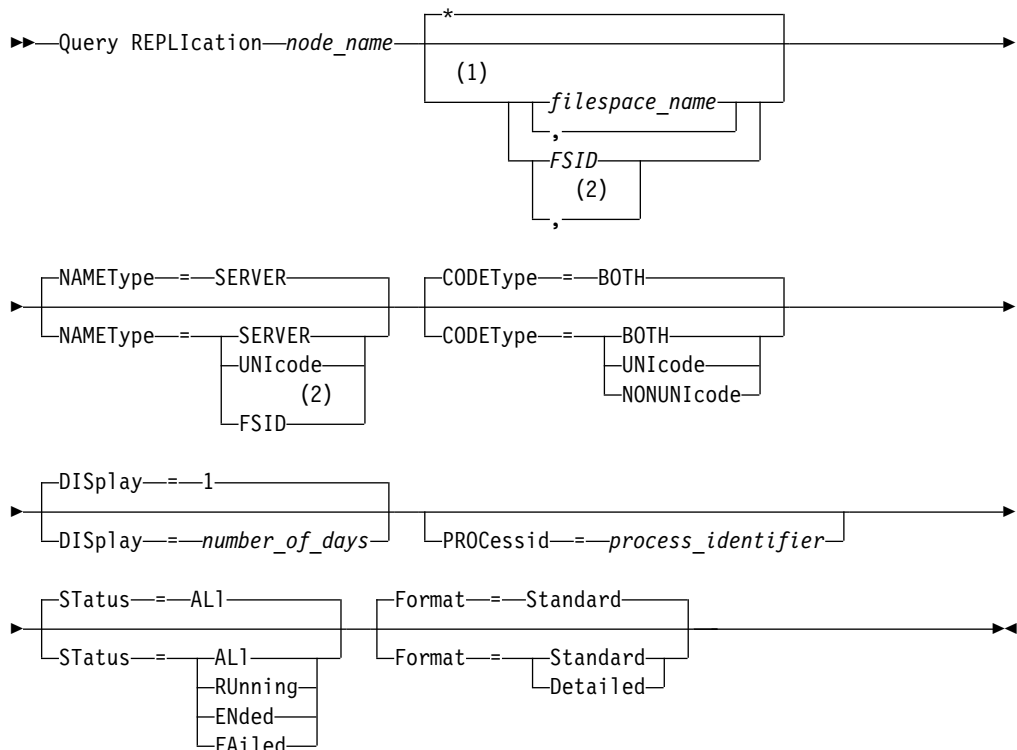 *
Query REPLIcation node_name
(1)
filespace_name
,
FSID
(2)
,
NAMEType = SERVER CODEType = BOTH
NAMEType = SERVER CODEType = BOTH
UNIcode UNIcode
(2) NONUNIcode
FSID
DISplay = 1
DISplay = number_of_days PROCessid = process_identifier
STatus = ALl Format = Standard
STatus = ALl Format = Standard
RUnning Detailed
ENded
FAiled